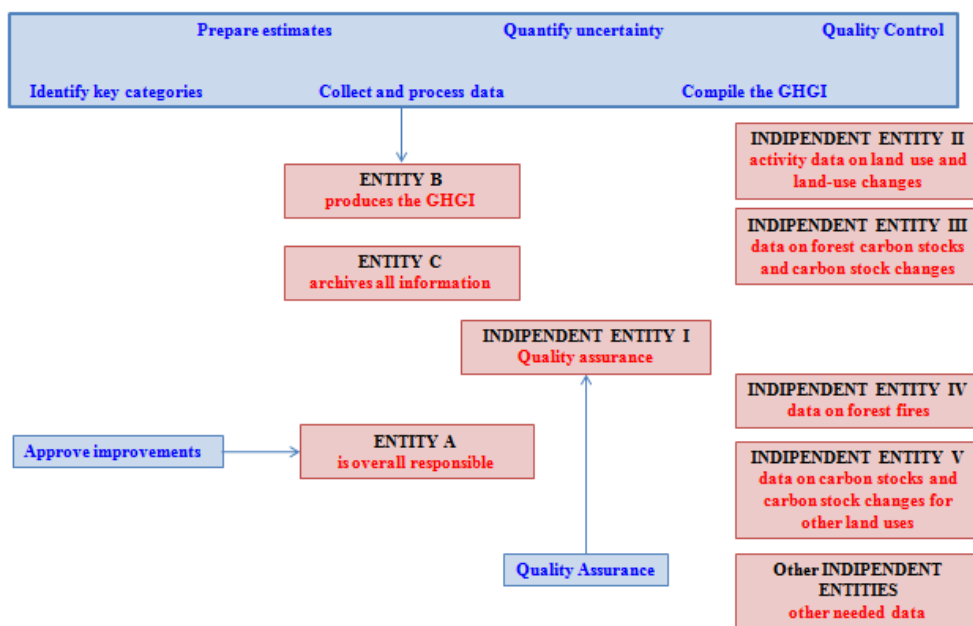 Prepare estimates
Quantify uncertainty
Quality Control
Identify key categories
Collect and process data
Compile the GHGI
ENTITY B
produces the GHGI
ENTITY C
archives all information
INDIPENDENT ENTITY I
Quality assurance
Approve improvements
ENTITY A
is overall responsible
Quality Assurance
INDIPENDENT ENTITY II
activity data on land use and
land-use changes
INDIPENDENT ENTITY III
data on forest carbon stocks
and carbon stock changes
INDIPENDENT ENTITY IV
data on forest fires
INDIPENDENT ENTITY V
data on carbon stocks and
carbon stock changes for
other land uses
Other INDIPENDENT
ENTITIES
other needed data